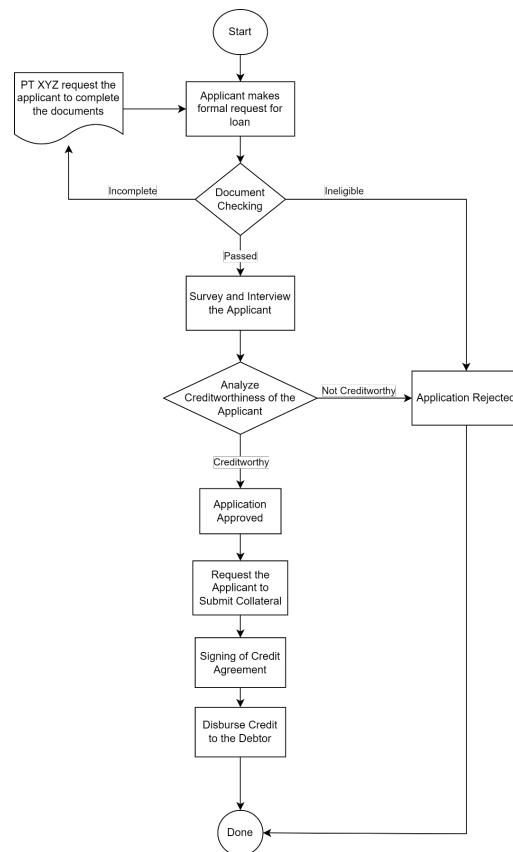 Start
PT XYZ request the
applicant to complete
the documents
Applicant makes
formal request for
loan
Incomplete
Document
Checking
Ineligible
Passed
Survey and Interview
the Applicant
Analyze
Creditworthiness of the
Applicant
Not Creditworthy
Application Rejected
Creditworthy
Application
Approved
Request the
Applicant to
Submit Collateral
Signing of Credit
Agreement
Disburse Credit
to the Debtor
Done